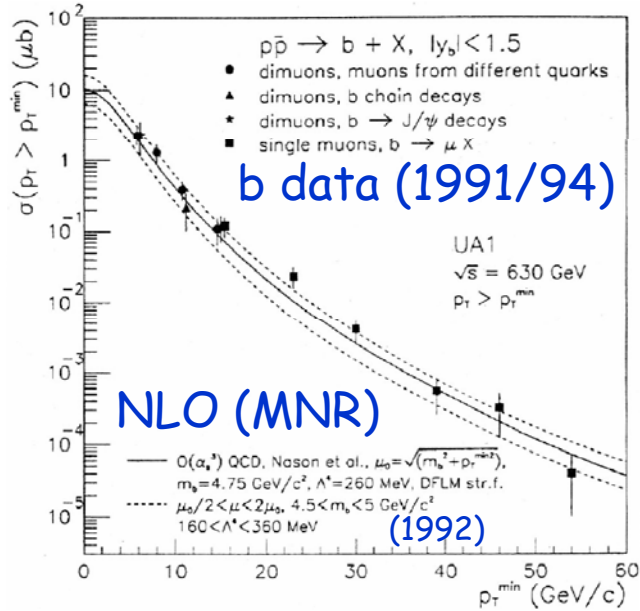 σ(p_T > p_T^min) (μb)
10²
10
1
10⁻¹
10⁻²
10⁻³
10⁻⁴
10⁻⁵
pp̄ → b + X, |y_b|<1.5
● dimuons, muons from different quarks
▲ dimuons, b chain decays
★ dimuons, b → J/ψ decays
■ single muons, b → μ X
b data (1991/94)
UA1
√s = 630 GeV
p_T > p_T^min
NLO (MNR)
O(α_s³) QCD, Nason et al., μ₀=√(m_b²+p_T^min2),
m_b=4.75 GeV/c², Λ⁴=260 MeV, DFLM str.f.
μ₀/2<μ<2μ₀, 4.5<m_b<5 GeV/c²
160<Λ⁴<360 MeV
(1992)
0 10 20 30 40 50 60
p_T^min (GeV/c)